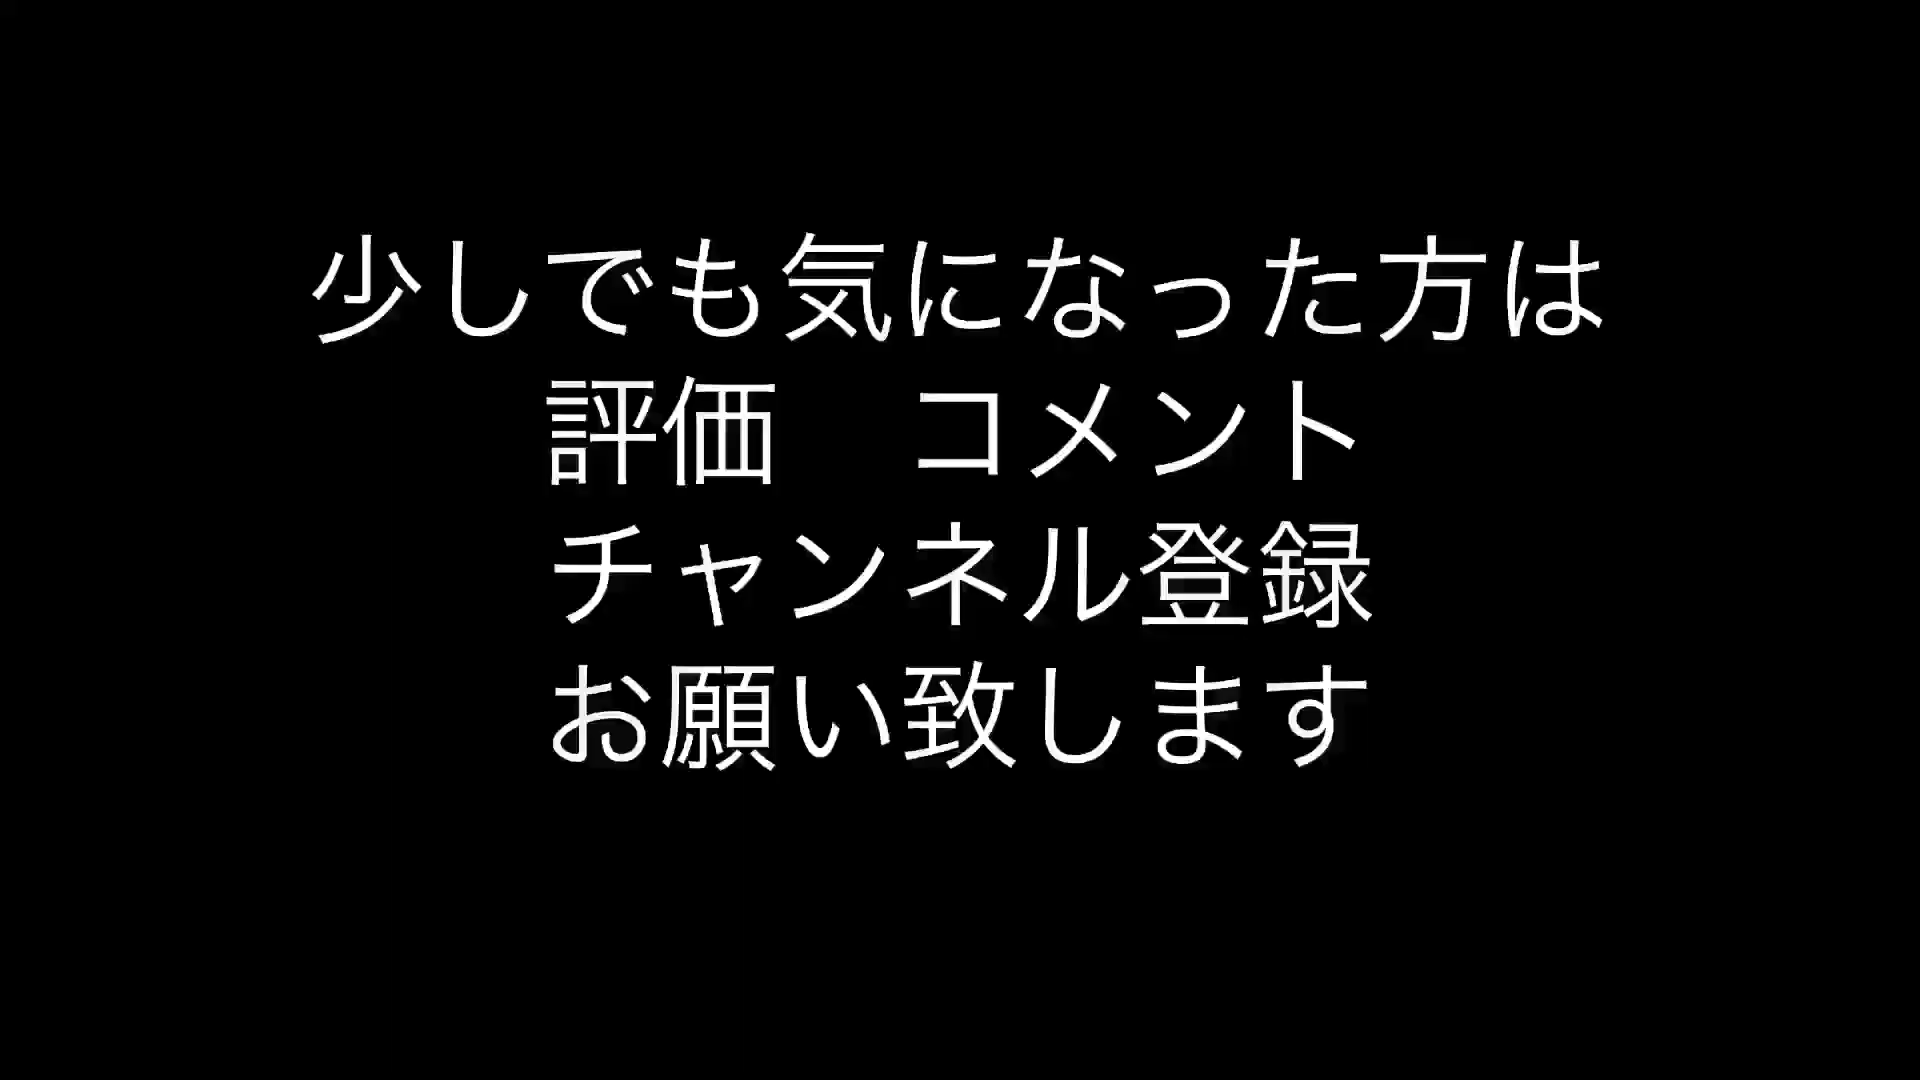 少しでも気になった方は
評価　コメント
チャンネル登録
お願い致します